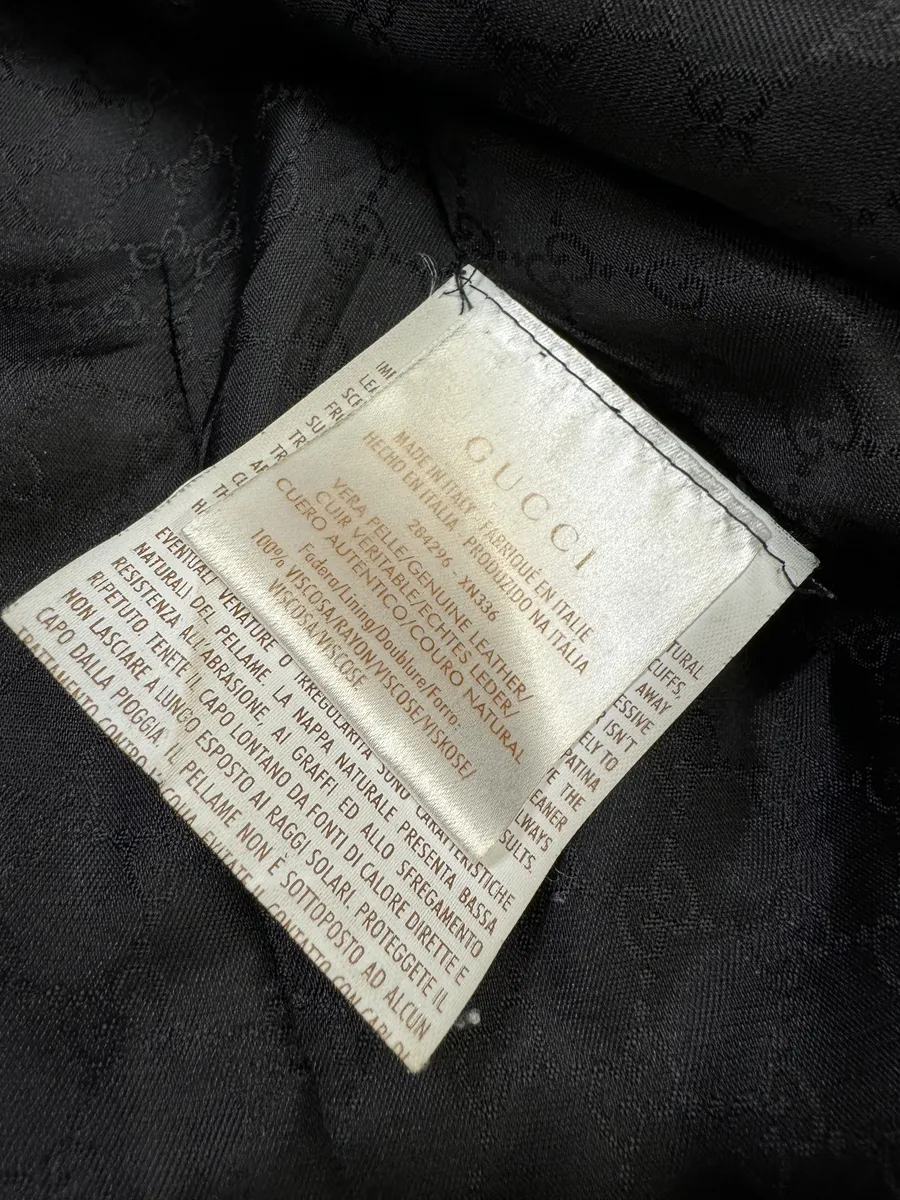 GUCCI
MADE IN ITALY FABRIQUÉ EN ITALIE
HECHO EN ITALIA PRODUZIDO NA ITALIA
284296 - XN336
VERA PELLE/GENUINE LEATHER/
CUIR VERITABLE/ECHTES LEDER/
CUERO AUTENTICO/COURO NATURAL
Fodera/Lining/Doublure/Forro.
100% VISCOSA/RAYON/VISCOSE/VISKOSE/
VISCOSA/VISCOSE
EVENTUALI VENATURE O IRREGOLARITÀ SONO CARATTERISTICHE
NATURALI DEL PELLAME. LA NAPPA NATURALE PRESENTA BASSA
RESISTENZA ALL'ABRASIONE, AI GRAFFI ED ALLO SFREGAMENTO
RIPETUTO TENETE IL CAPO LONTANO DA FONTI DI CALORE DIRETTE E
NON LASCIARE A LUNGO ESPOSTO AI RAGGI SOLARI. PROTEGGETE IL
CAPO DALLA PIOGGIA. IL PELLAME NON È SOTTOPOSTO AD ALCUN
TURAL
CUFFS,
AWAY
ESSIVE
ISN'T
ELY TO
PATINA
THE
EANER
LWAYS
SULTS.